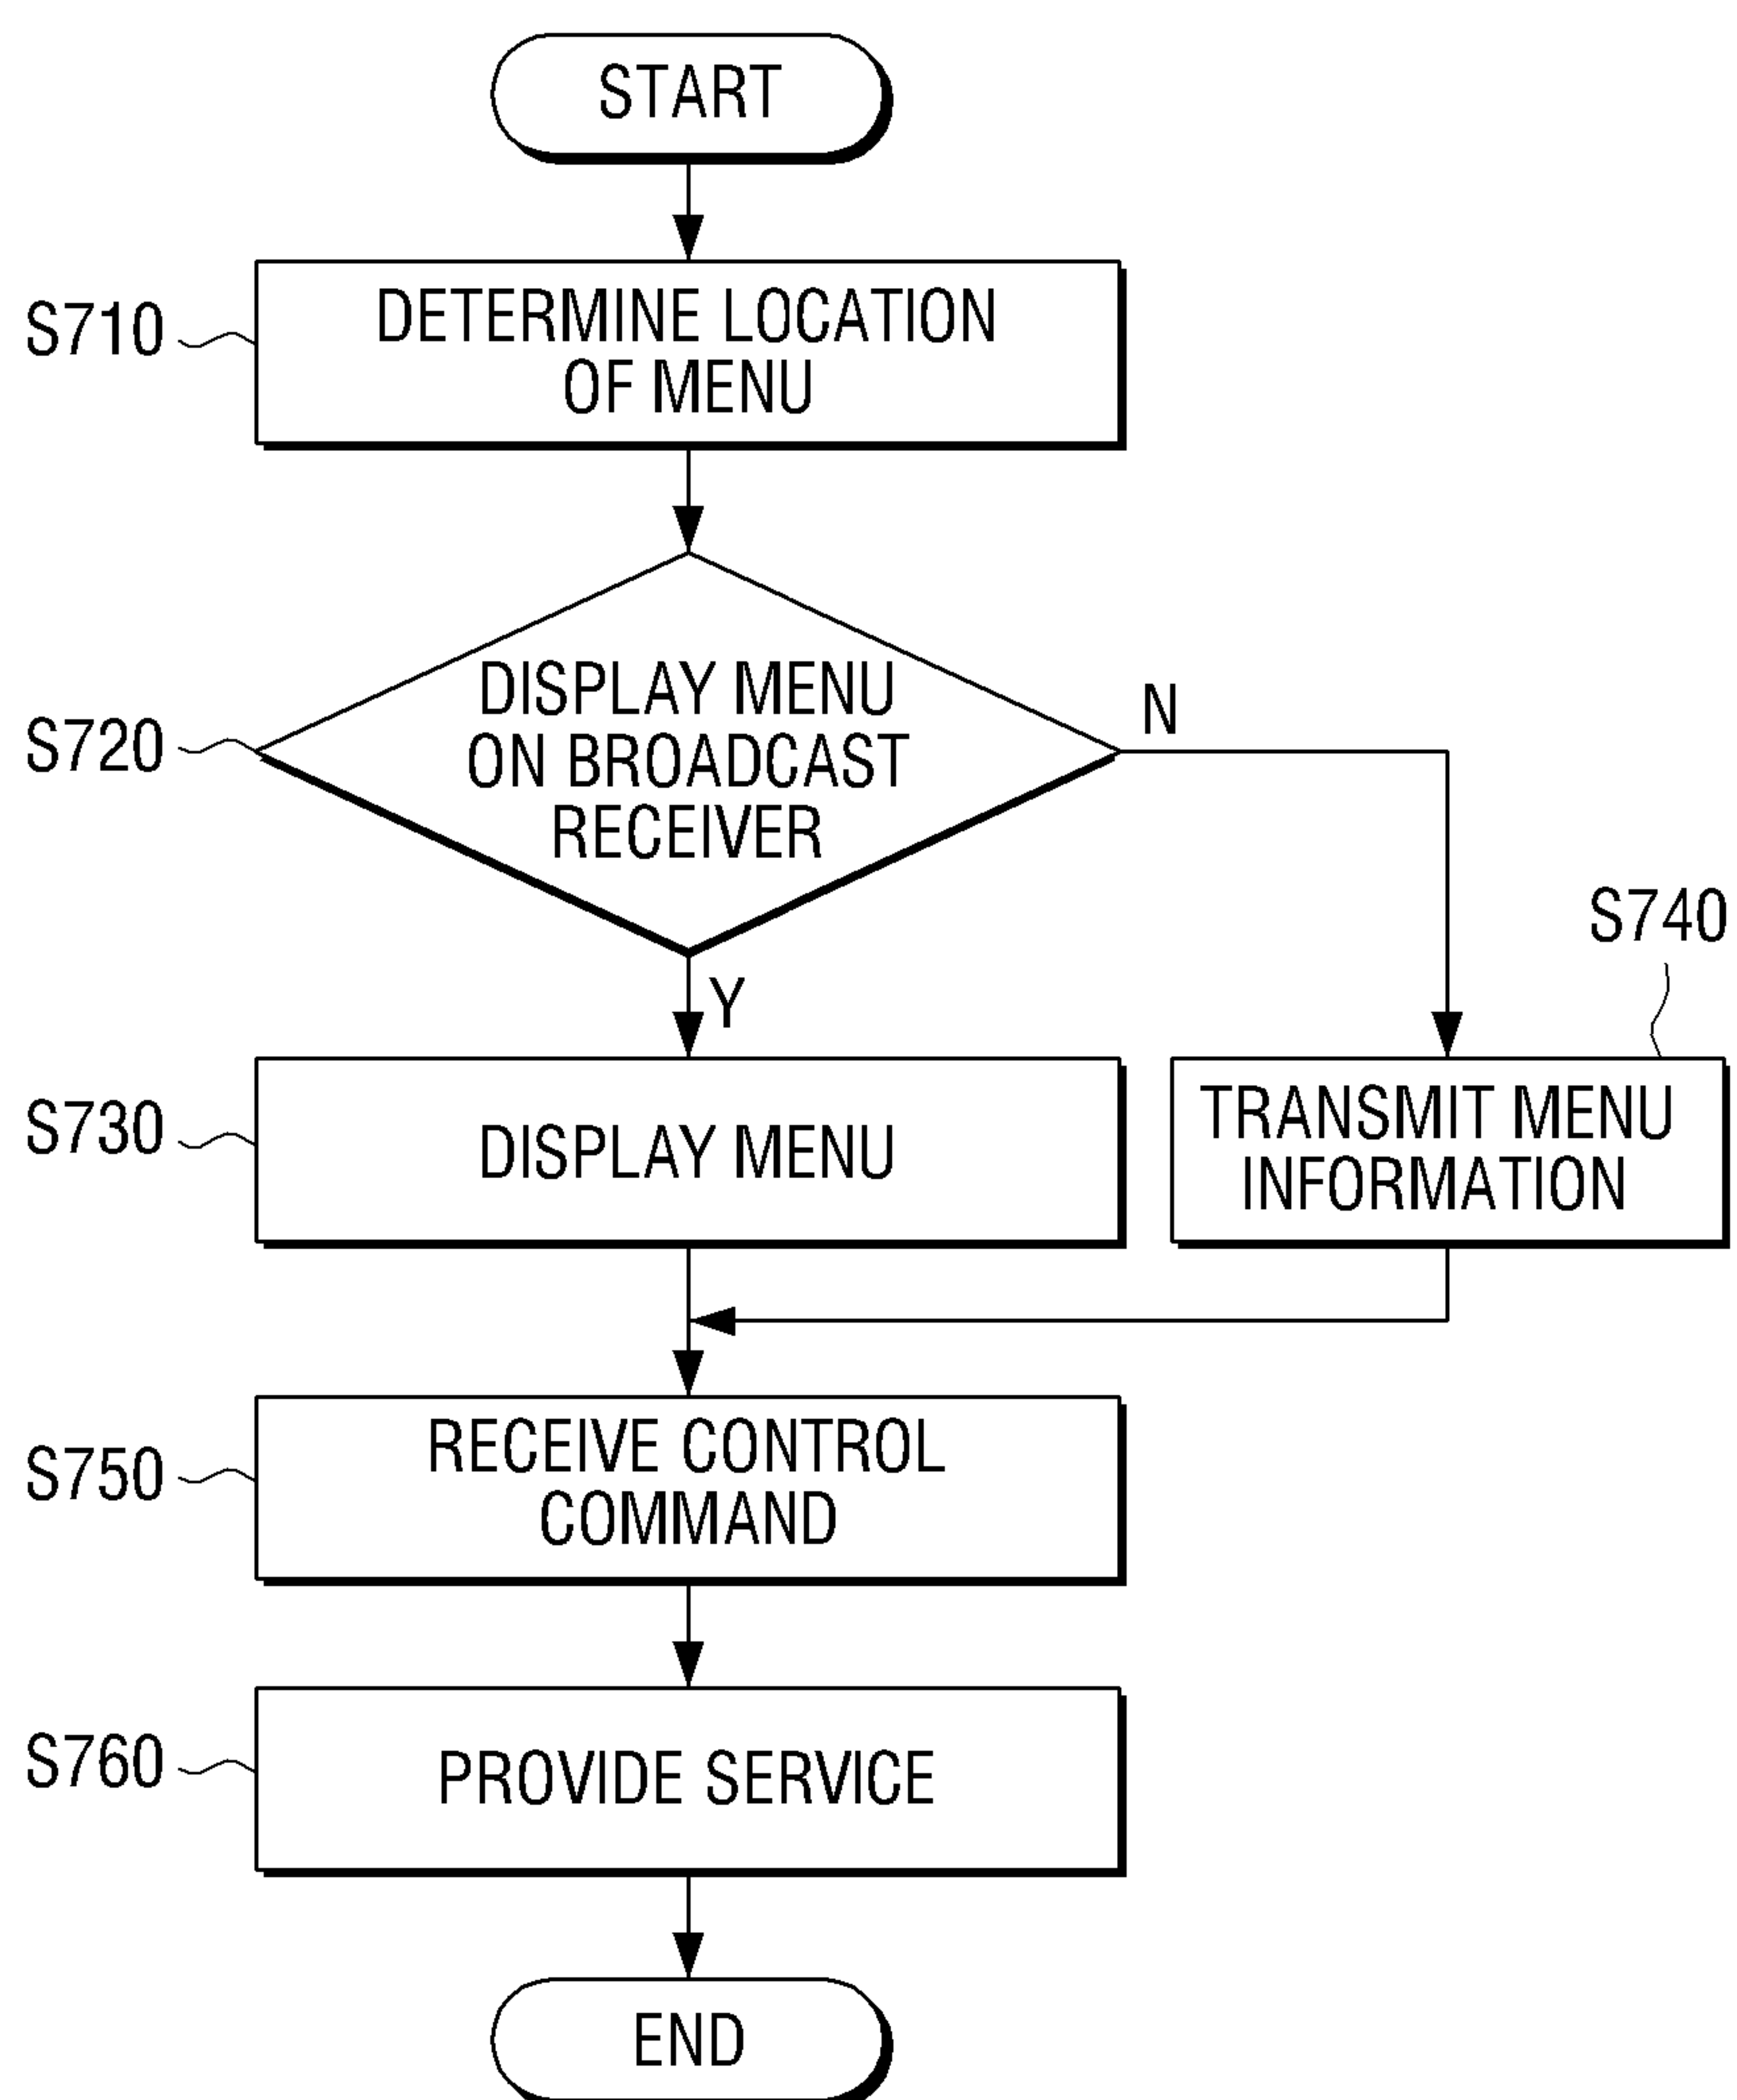 START
S710
DETERMINE LOCATION
OF MENU
S720
DISPLAY MENU
ON BROADCAST
RECEIVER
N
Y
S740
S730
DISPLAY MENU
TRANSMIT MENU
INFORMATION
S750
RECEIVE CONTROL
COMMAND
S760
PROVIDE SERVICE
END